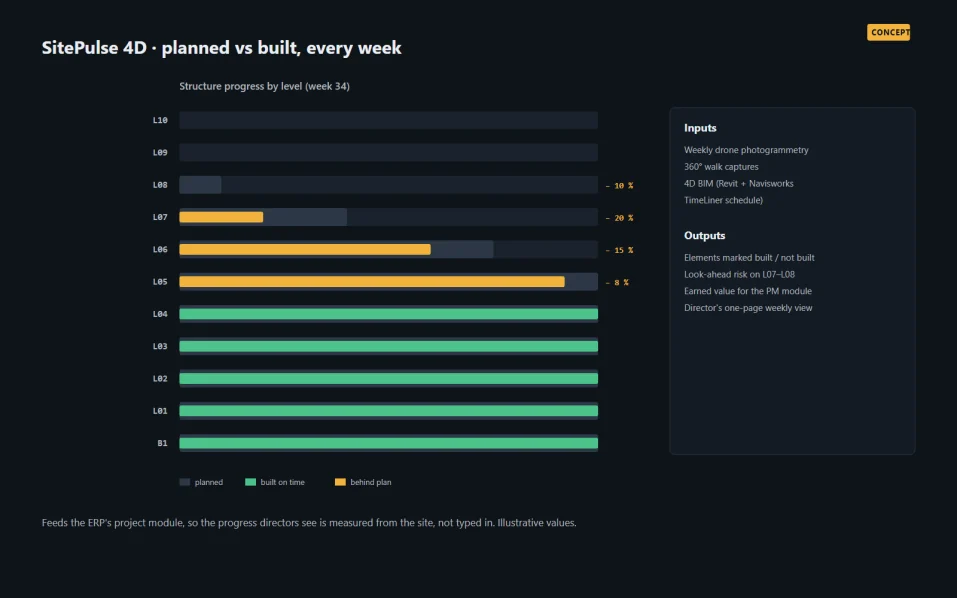 CONCEPT
SitePulse 4D · planned vs built, every week
Structure progress by level (week 34)
L10
L09
L08 − 10 %
L07 − 20 %
L06 − 15 %
L05 − 8 %
L04
L03
L02
L01
B1
planned built on time behind plan
Inputs
Weekly drone photogrammetry
360° walk captures
4D BIM (Revit + Navisworks
TimeLiner schedule)
Outputs
Elements marked built / not built
Look-ahead risk on L07–L08
Earned value for the PM module
Director's one-page weekly view
Feeds the ERP's project module, so the progress directors see is measured from the site, not typed in. Illustrative values.